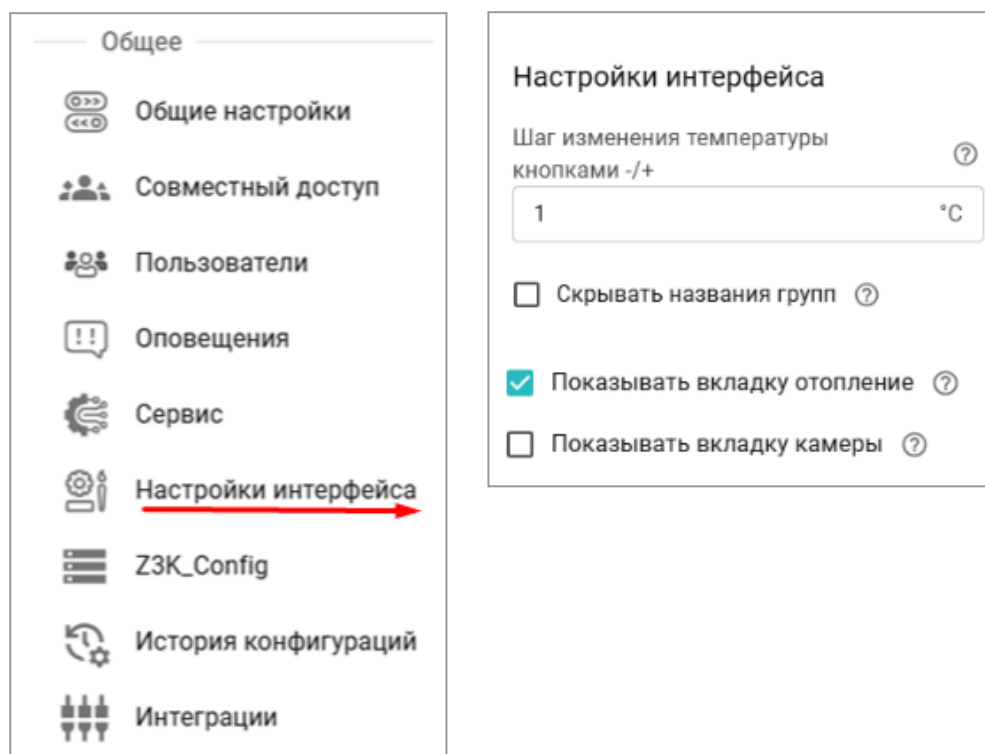 Общее
Общие настройки
Совместный доступ
Пользователи
Оповещения
Сервис
Настройки интерфейса
Z3K_Config
История конфигураций
Интеграции
Настройки интерфейса
Шаг изменения температуры
кнопками -/+
1 °C
Скрывать названия групп
Показывать вкладку отопление
Показывать вкладку камеры